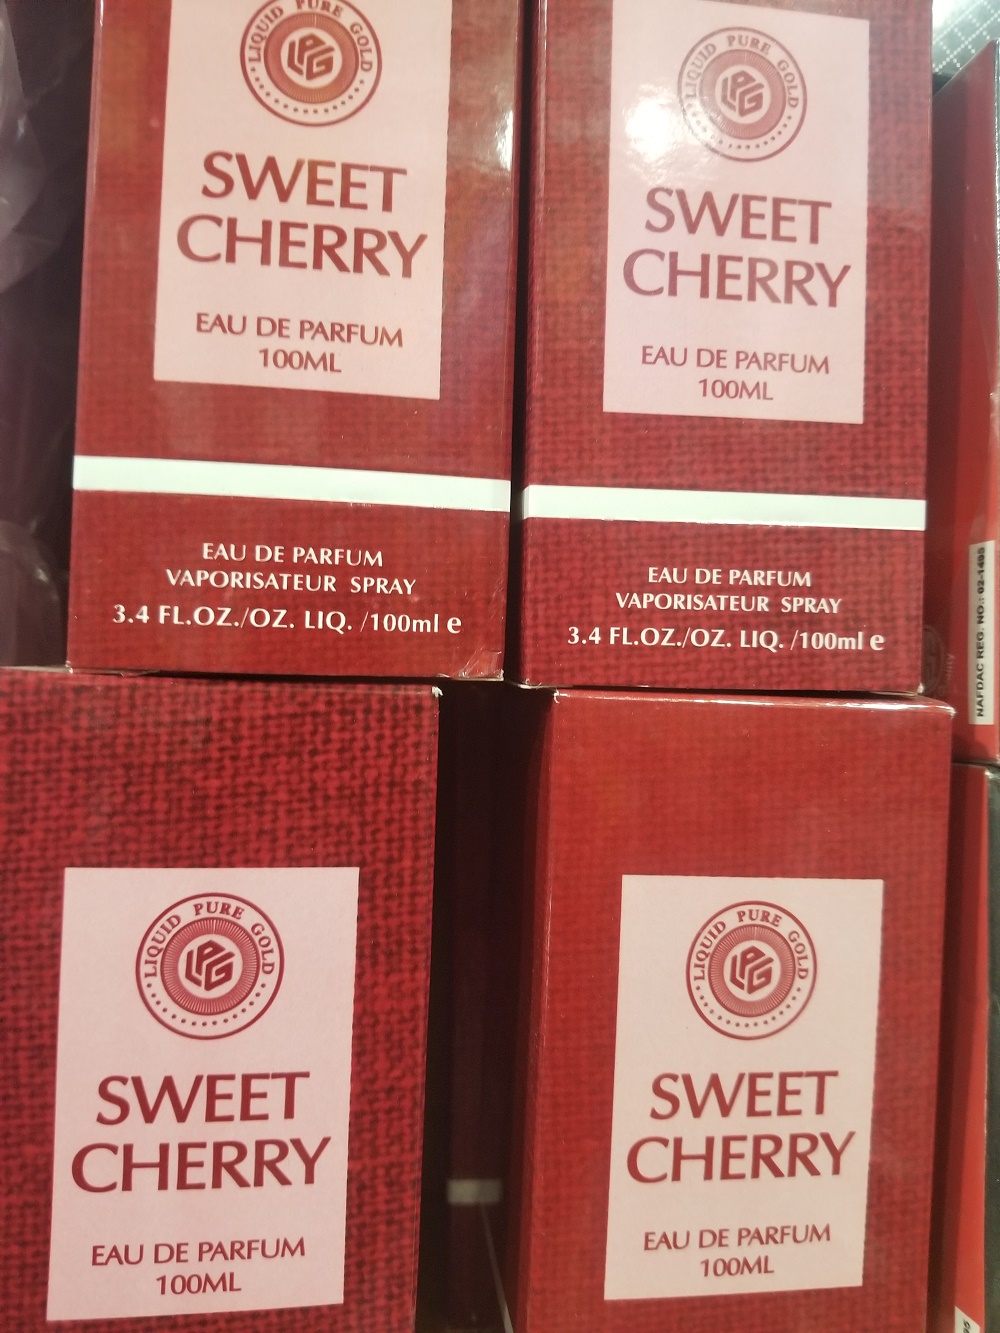 LIQUID PURE GOLD
LPG
SWEET
CHERRY
EAU DE PARFUM
100ML
EAU DE PARFUM
VAPORISATEUR SPRAY
3.4 FL.OZ./OZ. LIQ. /100ml e
LIQUID PURE GOLD
LPG
SWEET
CHERRY
EAU DE PARFUM
100ML
EAU DE PARFUM
VAPORISATEUR SPRAY
3.4 FL.OZ./OZ. LIQ. /100ml e
NAFDAC REG. NO.: 02-1495
LIQUID PURE GOLD
LPG
SWEET
CHERRY
EAU DE PARFUM
100ML
LIQUID PURE GOLD
LPG
SWEET
CHERRY
EAU DE PARFUM
100ML